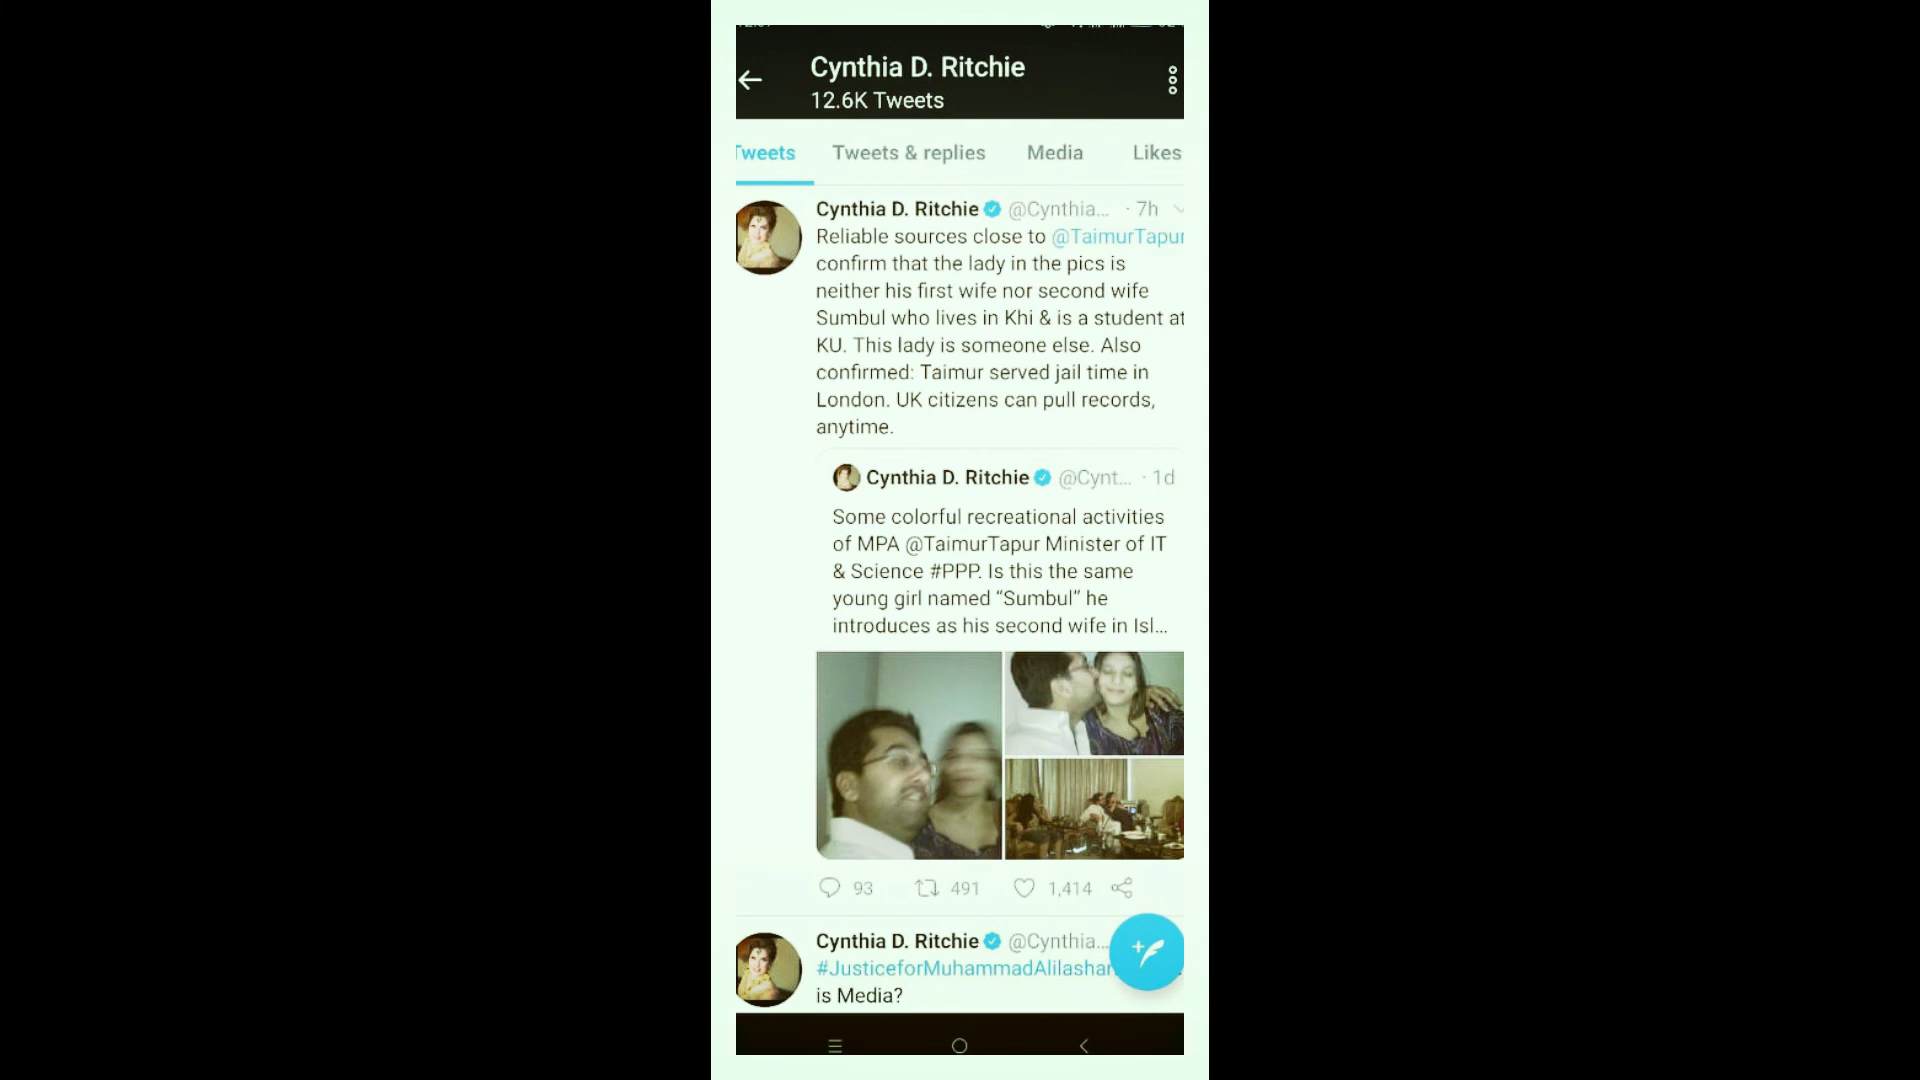 Cynthia D. Ritchie
12.6K Tweets
Tweets Tweets & replies Media Likes
Cynthia D. Ritchie @Cynthia... · 7h
Reliable sources close to @TaimurTapur
confirm that the lady in the pics is
neither his first wife nor second wife
Sumbul who lives in Khi & is a student at
KU. This lady is someone else. Also
confirmed: Taimur served jail time in
London. UK citizens can pull records,
anytime.
Cynthia D. Ritchie @Cynt... · 1d
Some colorful recreational activities
of MPA @TaimurTapur Minister of IT
& Science #PPP. Is this the same
young girl named “Sumbul” he
introduces as his second wife in Isl...
93 491 1,414
Cynthia D. Ritchie @Cynthia...
#JusticeforMuhammadAlilashar
is Media?